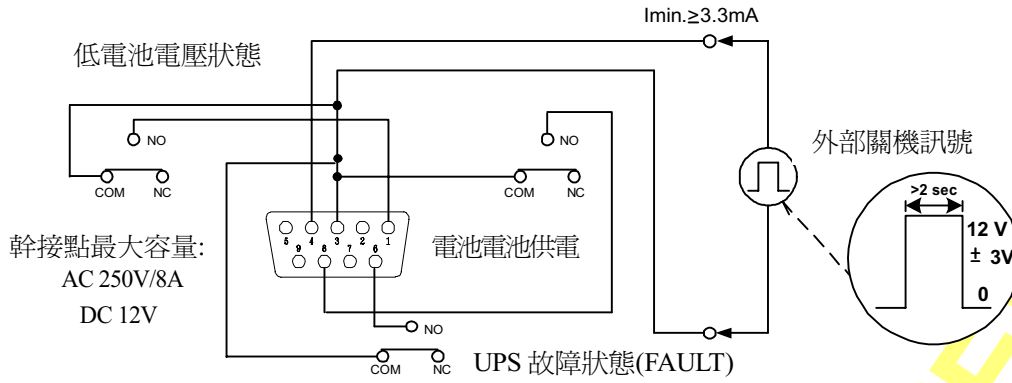 Imin.≥3.3mA
低電池電壓狀態
NO
COM NC
NO
COM NC
外部關機訊號
>2 sec
12 V
± 3V
0
5 4 3 2 1
9 8 7 6
幹接點最大容量:
AC 250V/8A
DC 12V
電池電池供電
NO
COM NC
UPS 故障狀態(FAULT)